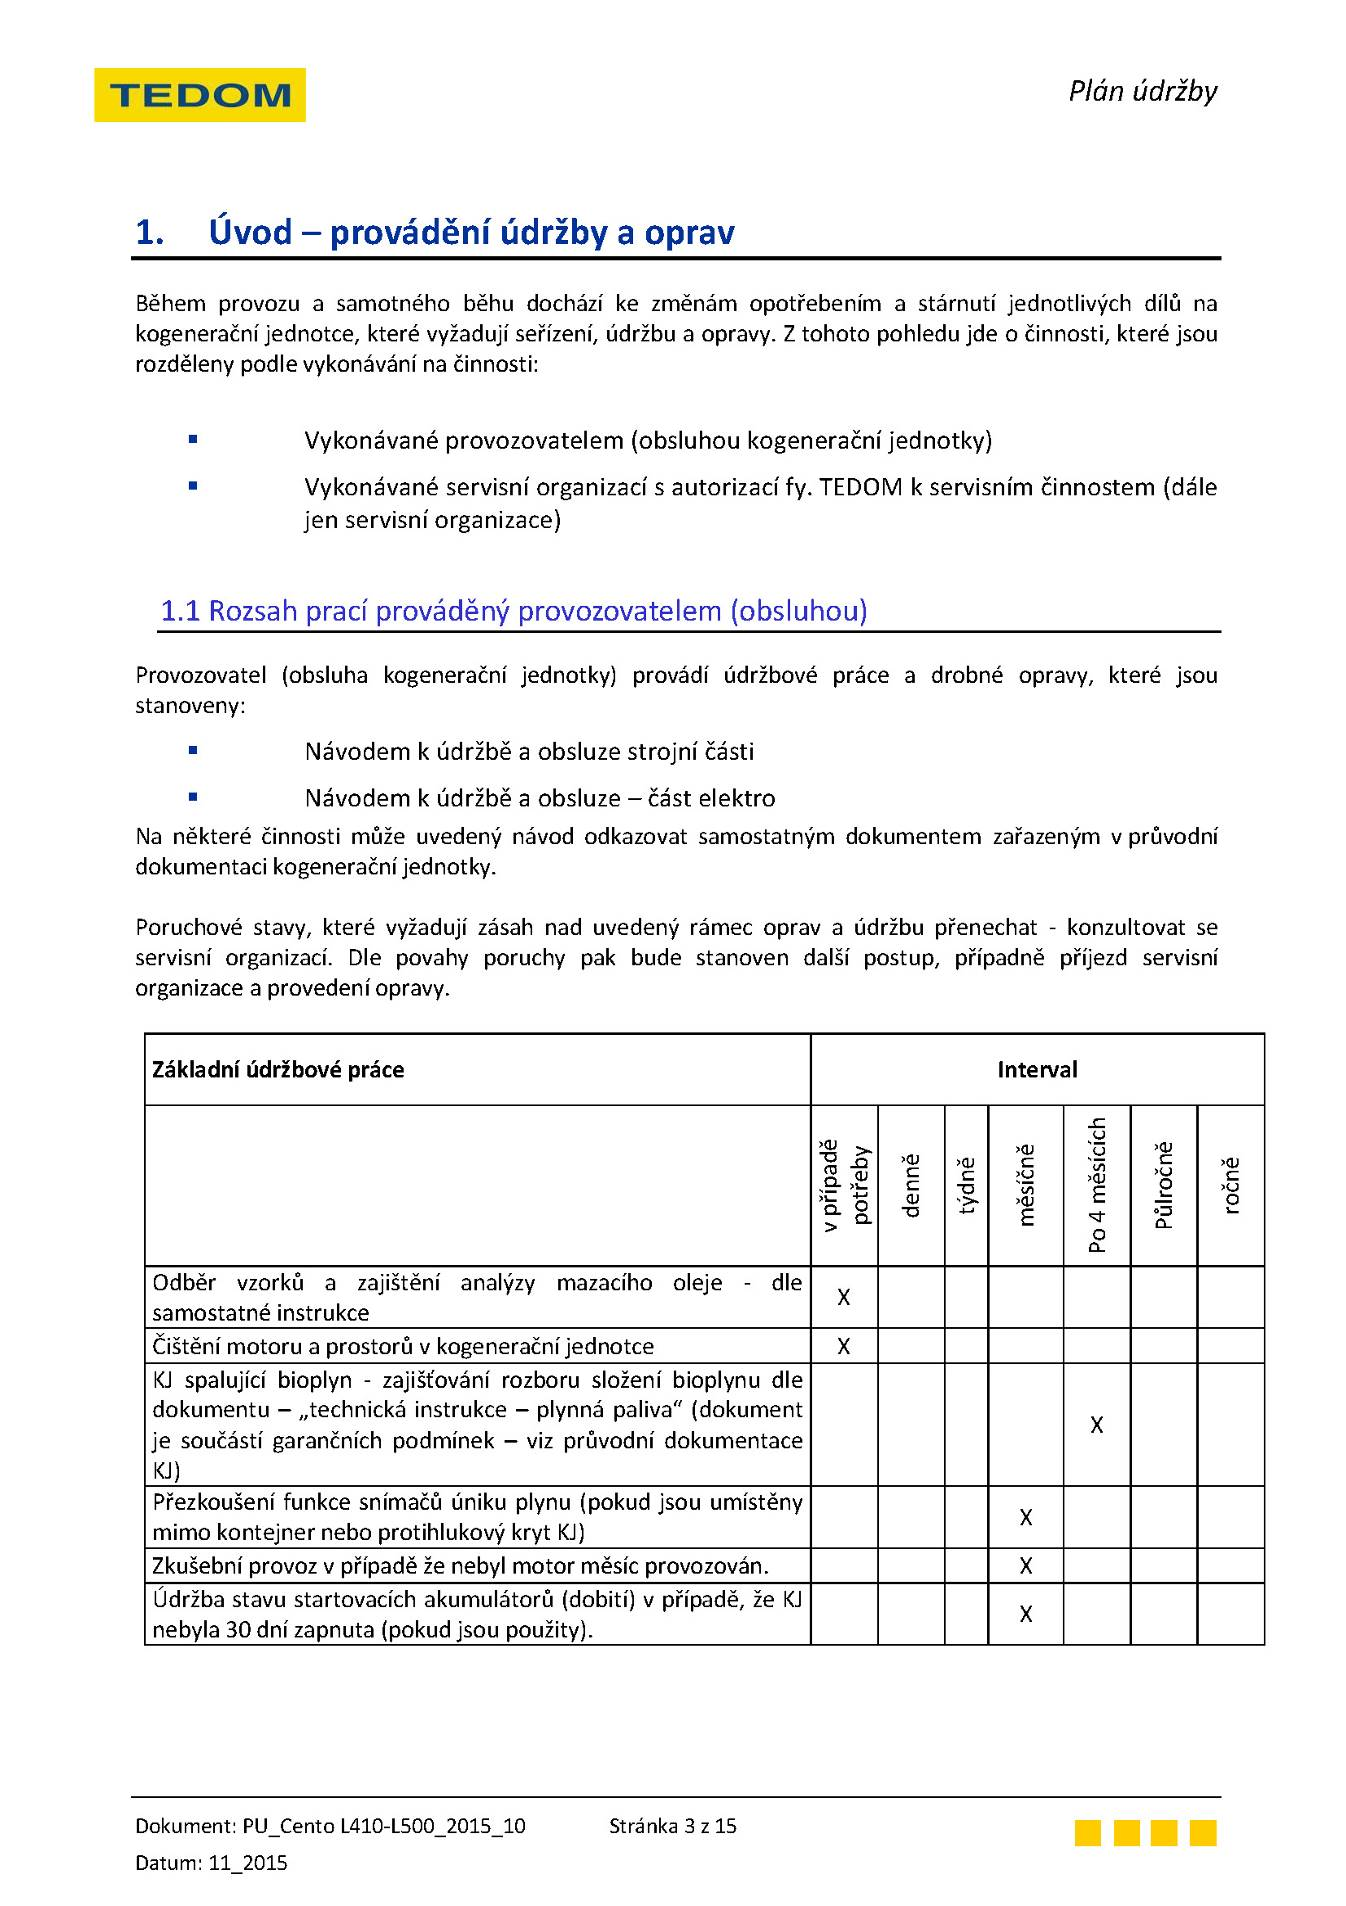 TEDOM
Plán údržby
1. Úvod – provádění údržby a oprav
Během provozu a samotného běhu dochází ke změnám opotřebením a stárnutí jednotlivých dílů na
kogenerační jednotce, které vyžadují seřízení, údržbu a opravy. Z tohoto pohledu jde o činnosti, které jsou
rozděleny podle vykonávání na činnosti:
▪ Vykonávané provozovatelem (obsluhou kogenerační jednotky)
▪ Vykonávané servisní organizací s autorizací fy. TEDOM k servisním činnostem (dále
jen servisní organizace)
1.1 Rozsah prací prováděný provozovatelem (obsluhou)
Provozovatel (obsluha kogenerační jednotky) provádí údržbové práce a drobné opravy, které jsou
stanoveny:
▪ Návodem k údržbě a obsluze strojní části
▪ Návodem k údržbě a obsluze – část elektro
Na některé činnosti může uvedený návod odkazovat samostatným dokumentem zařazeným v průvodní
dokumentaci kogenerační jednotky.
Poruchové stavy, které vyžadují zásah nad uvedený rámec oprav a údržbu přenechat - konzultovat se
servisní organizací. Dle povahy poruchy pak bude stanoven další postup, případně příjezd servisní
organizace a provedení opravy.
Základní údržbové práce Interval
v případě
potřeby
denně
týdně
měsíčně
Po 4 měsících
Půlročně
ročně
Odběr vzorků a zajištění analýzy mazacího oleje - dle
samostatné instrukce X
Čištění motoru a prostorů v kogenerační jednotce X
KJ spalující bioplyn - zajišťování rozboru složení bioplynu dle
dokumentu – „technická instrukce – plynná paliva“ (dokument
je součástí garančních podmínek – viz průvodní dokumentace X
KJ)
Přezkoušení funkce snímačů úniku plynu (pokud jsou umístěny
mimo kontejner nebo protihlukový kryt KJ) X
Zkušební provoz v případě že nebyl motor měsíc provozován. X
Údržba stavu startovacích akumulátorů (dobití) v případě, že KJ
nebyla 30 dní zapnuta (pokud jsou použity). X
Dokument: PU_Cento L410-L500_2015_10 Stránka 3 z 15
Datum: 11_2015